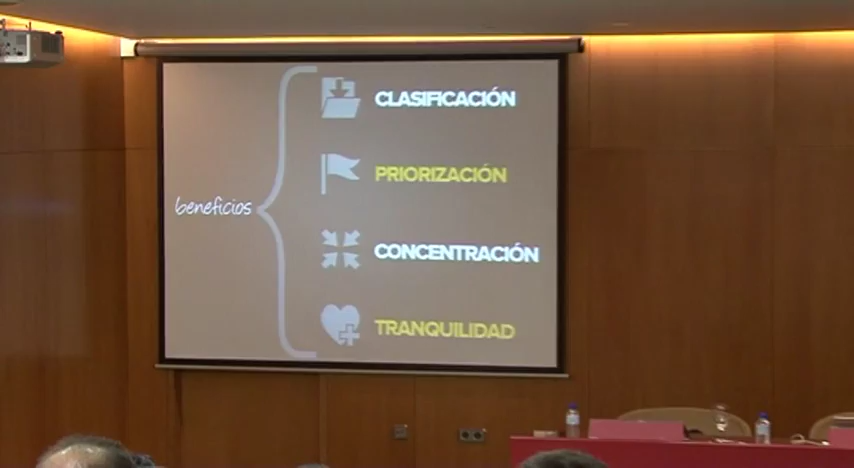 CLASIFICACIÓN
PRIORIZACIÓN
beneficios
CONCENTRACIÓN
TRANQUILIDAD